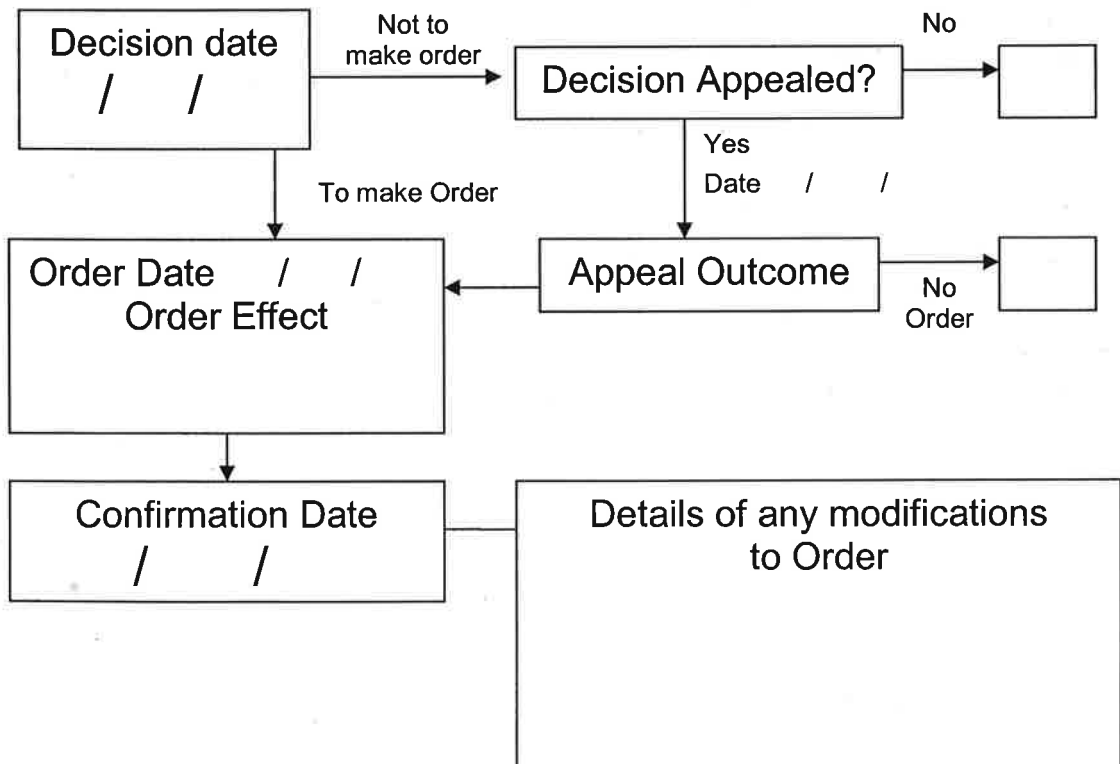 Decision date
/ /
Not to
make order
Decision Appealed?
No
Yes
Date / /
To make Order
Order Date / /
Order Effect
Appeal Outcome
No
Order
Confirmation Date
/ /
Details of any modifications
to Order